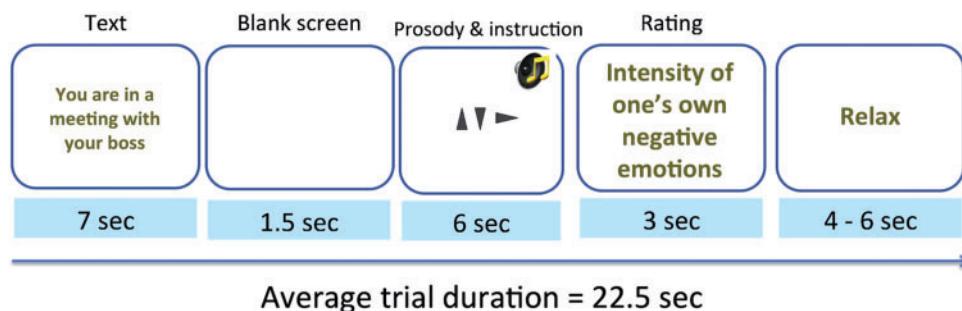 Text
Blank screen
Prosody & instruction
Rating
You are in a
meeting with
your boss
Intensity of
one's own
negative
emotions
Relax
7 sec
1.5 sec
6 sec
3 sec
4 - 6 sec
Average trial duration = 22.5 sec